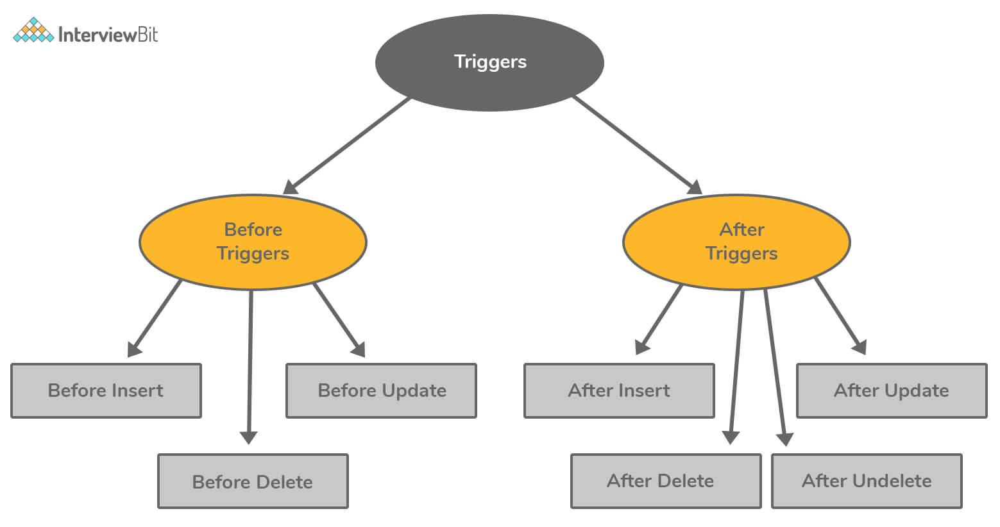 InterviewBit
Triggers
Before
Triggers
After
Triggers
Before Insert
Before Update
After Insert
After Update
Before Delete
After Delete
After Undelete